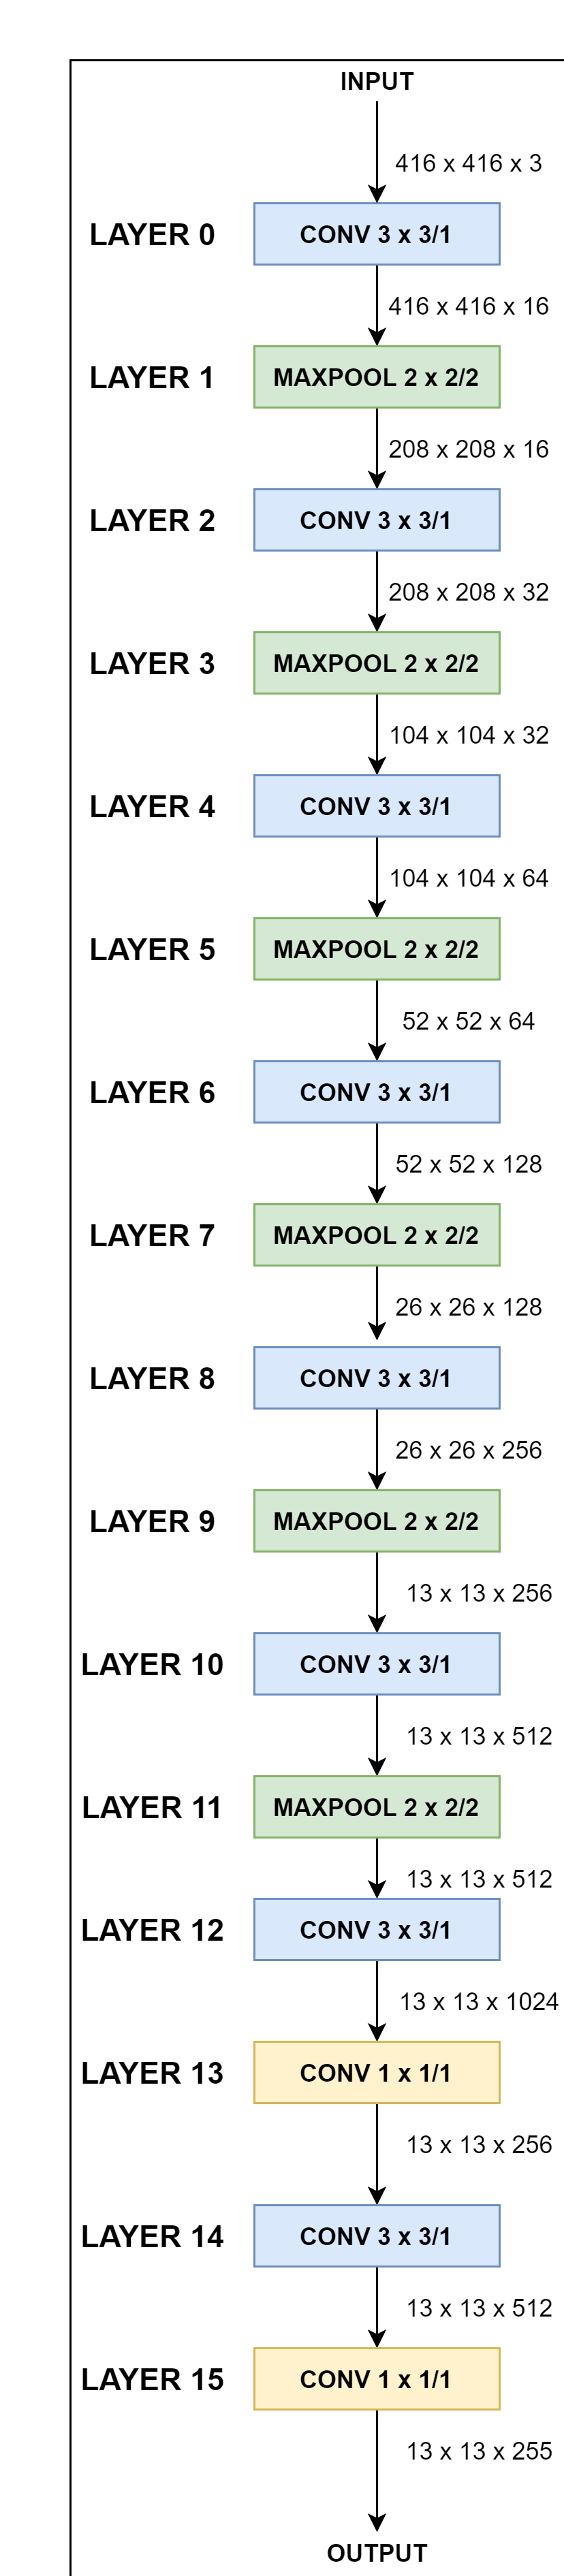 INPUT
416 x 416 x 3
LAYER 0 CONV 3 x 3/1
416 x 416 x 16
LAYER 1 MAXPOOL 2 x 2/2
208 x 208 x 16
LAYER 2 CONV 3 x 3/1
208 x 208 x 32
LAYER 3 MAXPOOL 2 x 2/2
104 x 104 x 32
LAYER 4 CONV 3 x 3/1
104 x 104 x 64
LAYER 5 MAXPOOL 2 x 2/2
52 x 52 x 64
LAYER 6 CONV 3 x 3/1
52 x 52 x 128
LAYER 7 MAXPOOL 2 x 2/2
26 x 26 x 128
LAYER 8 CONV 3 x 3/1
26 x 26 x 256
LAYER 9 MAXPOOL 2 x 2/2
13 x 13 x 256
LAYER 10 CONV 3 x 3/1
13 x 13 x 512
LAYER 11 MAXPOOL 2 x 2/2
13 x 13 x 512
LAYER 12 CONV 3 x 3/1
13 x 13 x 1024
LAYER 13 CONV 1 x 1/1
13 x 13 x 256
LAYER 14 CONV 3 x 3/1
13 x 13 x 512
LAYER 15 CONV 1 x 1/1
13 x 13 x 255
OUTPUT